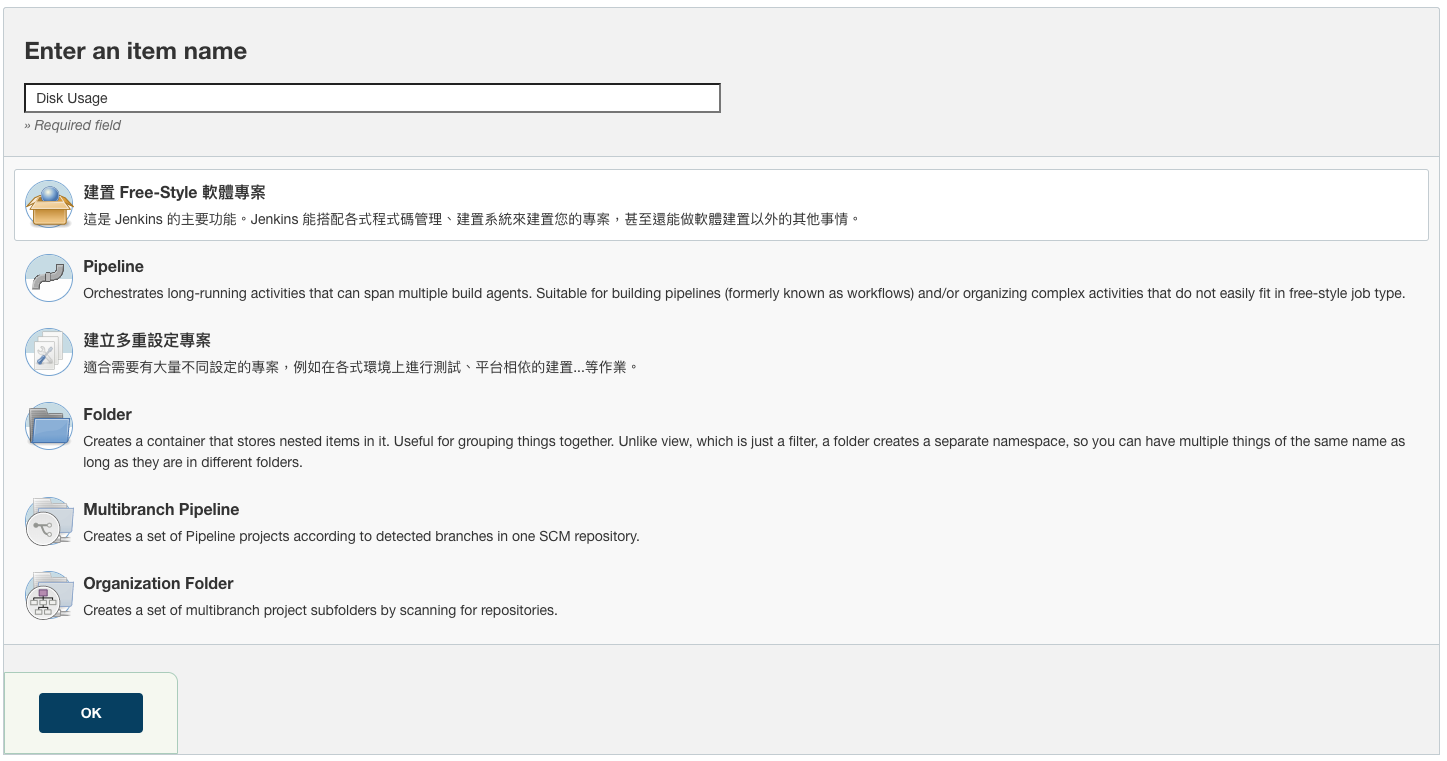 Enter an item name
Disk Usage
» Required field
建置 Free-Style 軟體專案
這是 Jenkins 的主要功能。Jenkins 能搭配各式程式碼管理、建置系統來建置您的專案，甚至還能做軟體建置以外的其他事情。
Pipeline
Orchestrates long-running activities that can span multiple build agents. Suitable for building pipelines (formerly known as workflows) and/or organizing complex activities that do not easily fit in free-style job type.
建立多重設定專案
適合需要有大量不同設定的專案，例如在各式環境上進行測試、平台相依的建置...等作業。
Folder
Creates a container that stores nested items in it. Useful for grouping things together. Unlike view, which is just a filter, a folder creates a separate namespace, so you can have multiple things of the same name as
long as they are in different folders.
Multibranch Pipeline
Creates a set of Pipeline projects according to detected branches in one SCM repository.
Organization Folder
Creates a set of multibranch project subfolders by scanning for repositories.
OK